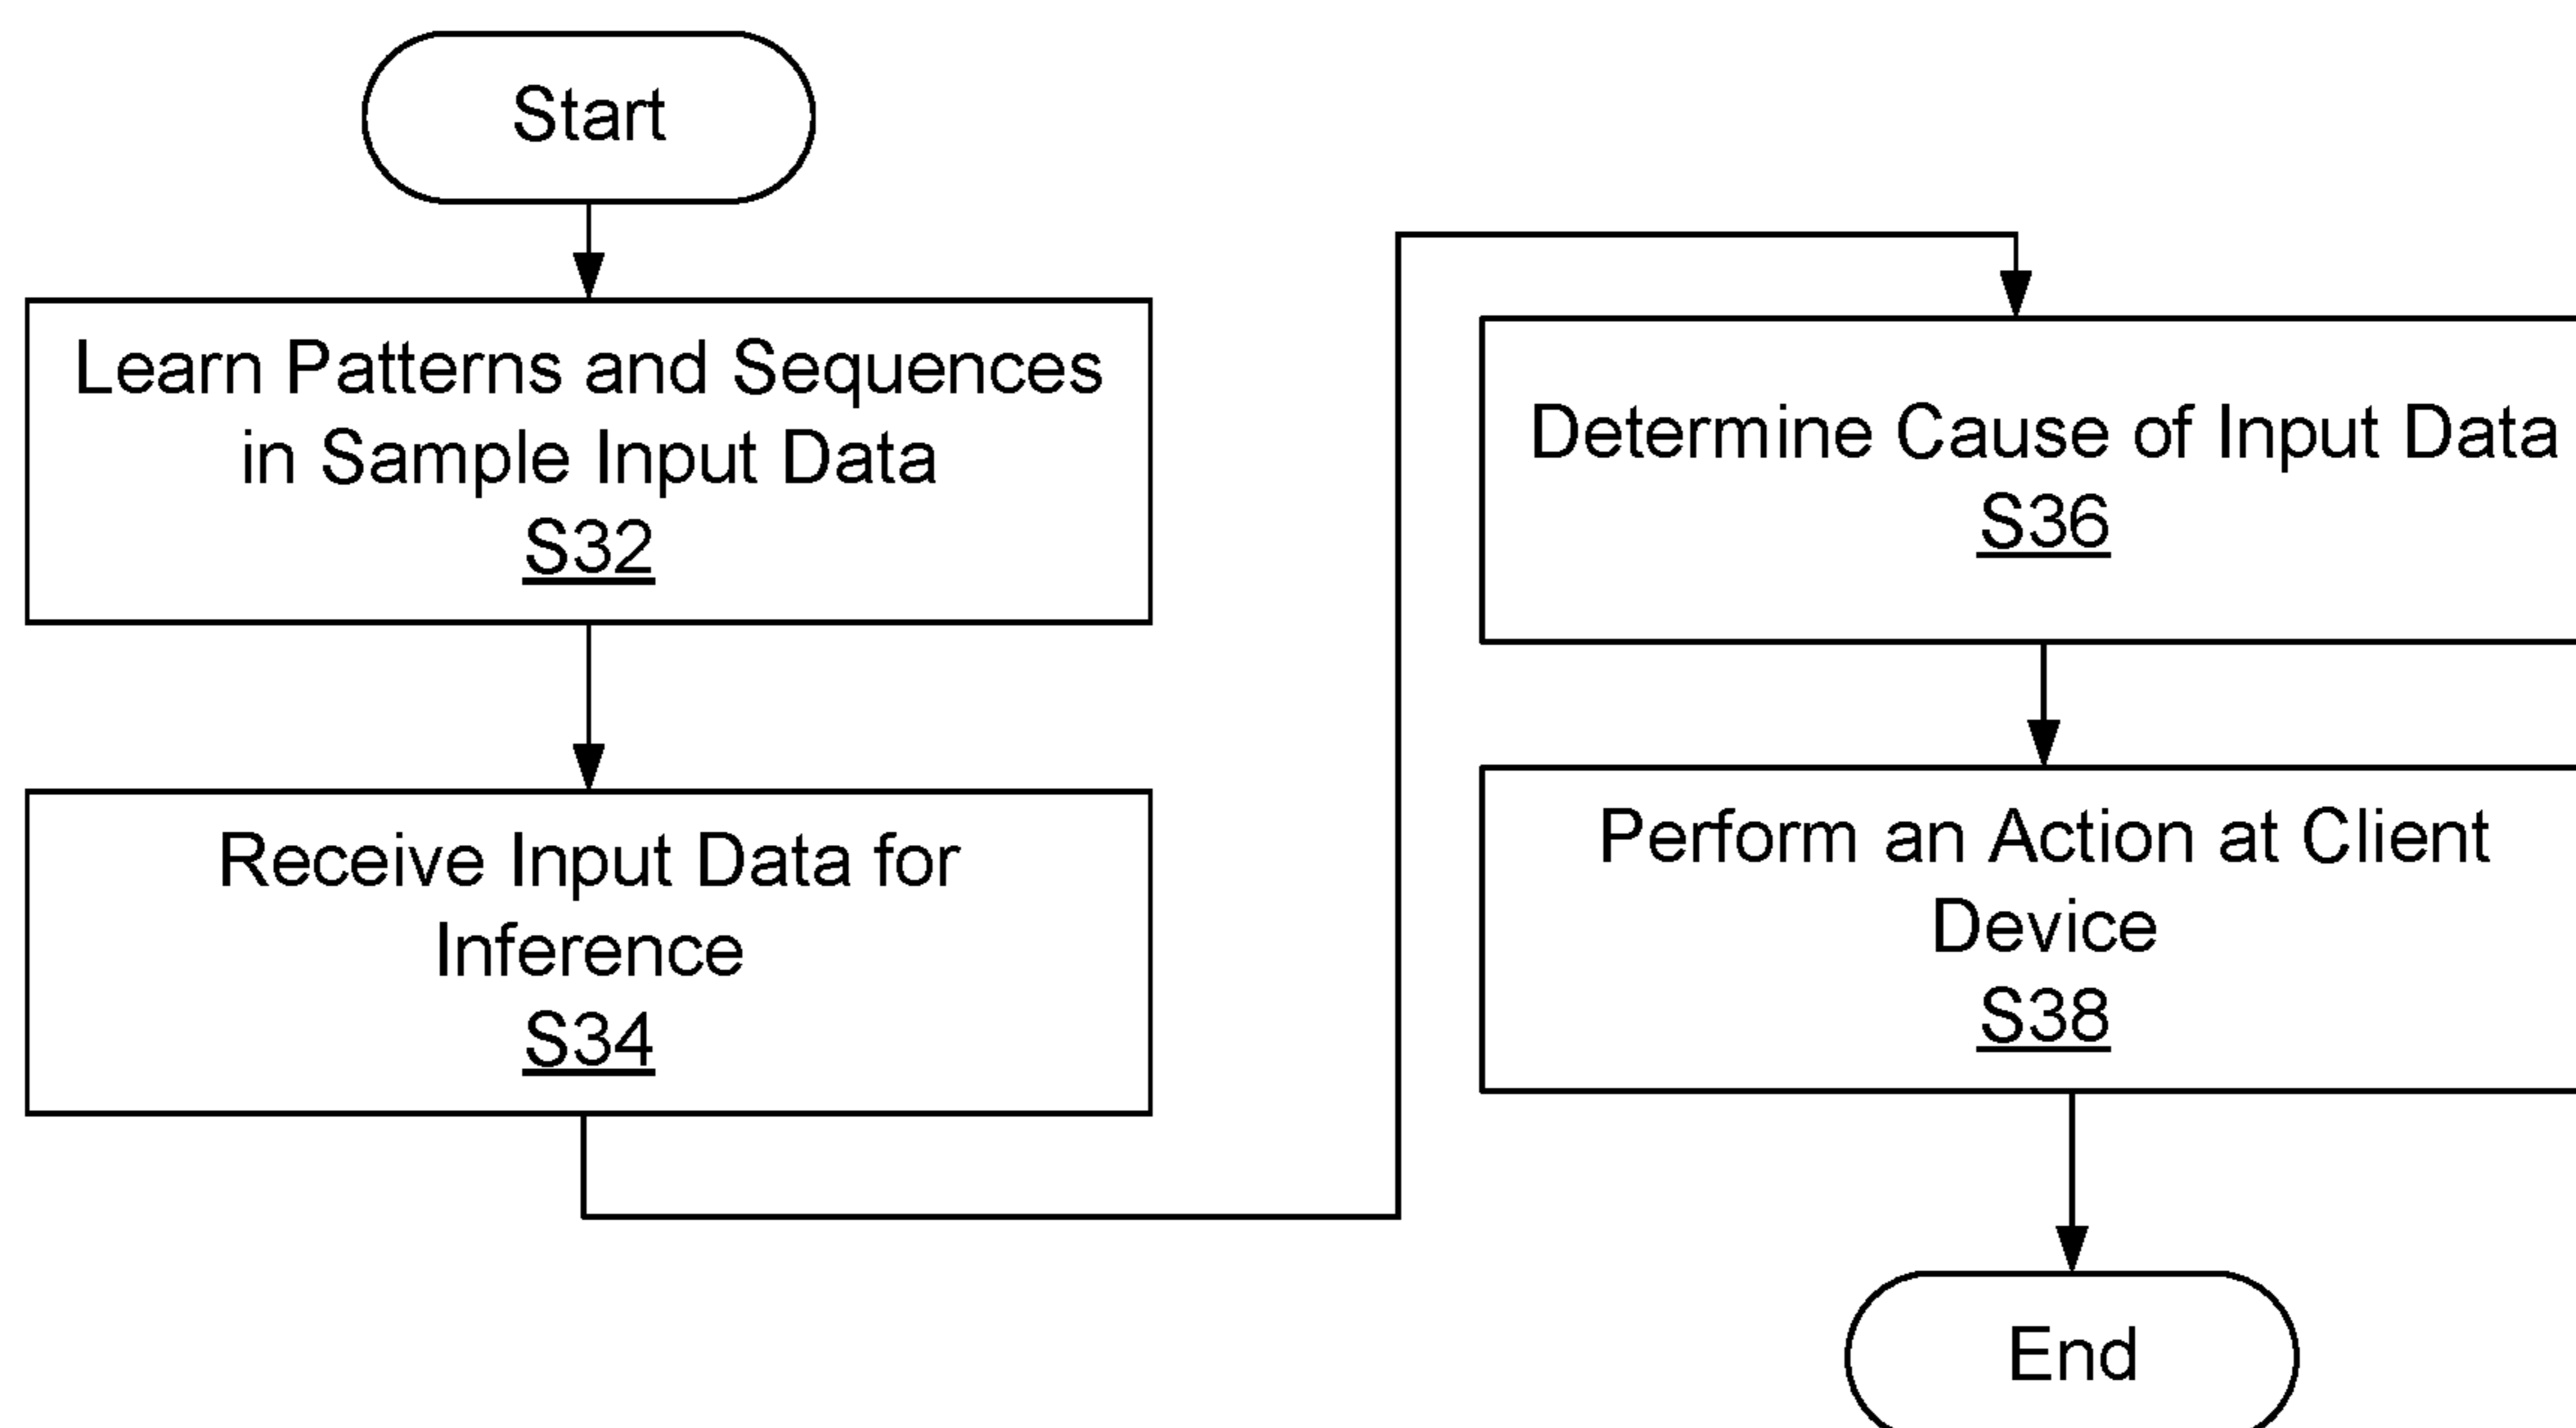 Start
Learn Patterns and Sequences
in Sample Input Data
S32
Receive Input Data for
Inference
S34
Determine Cause of Input Data
S36
Perform an Action at Client
Device
S38
End